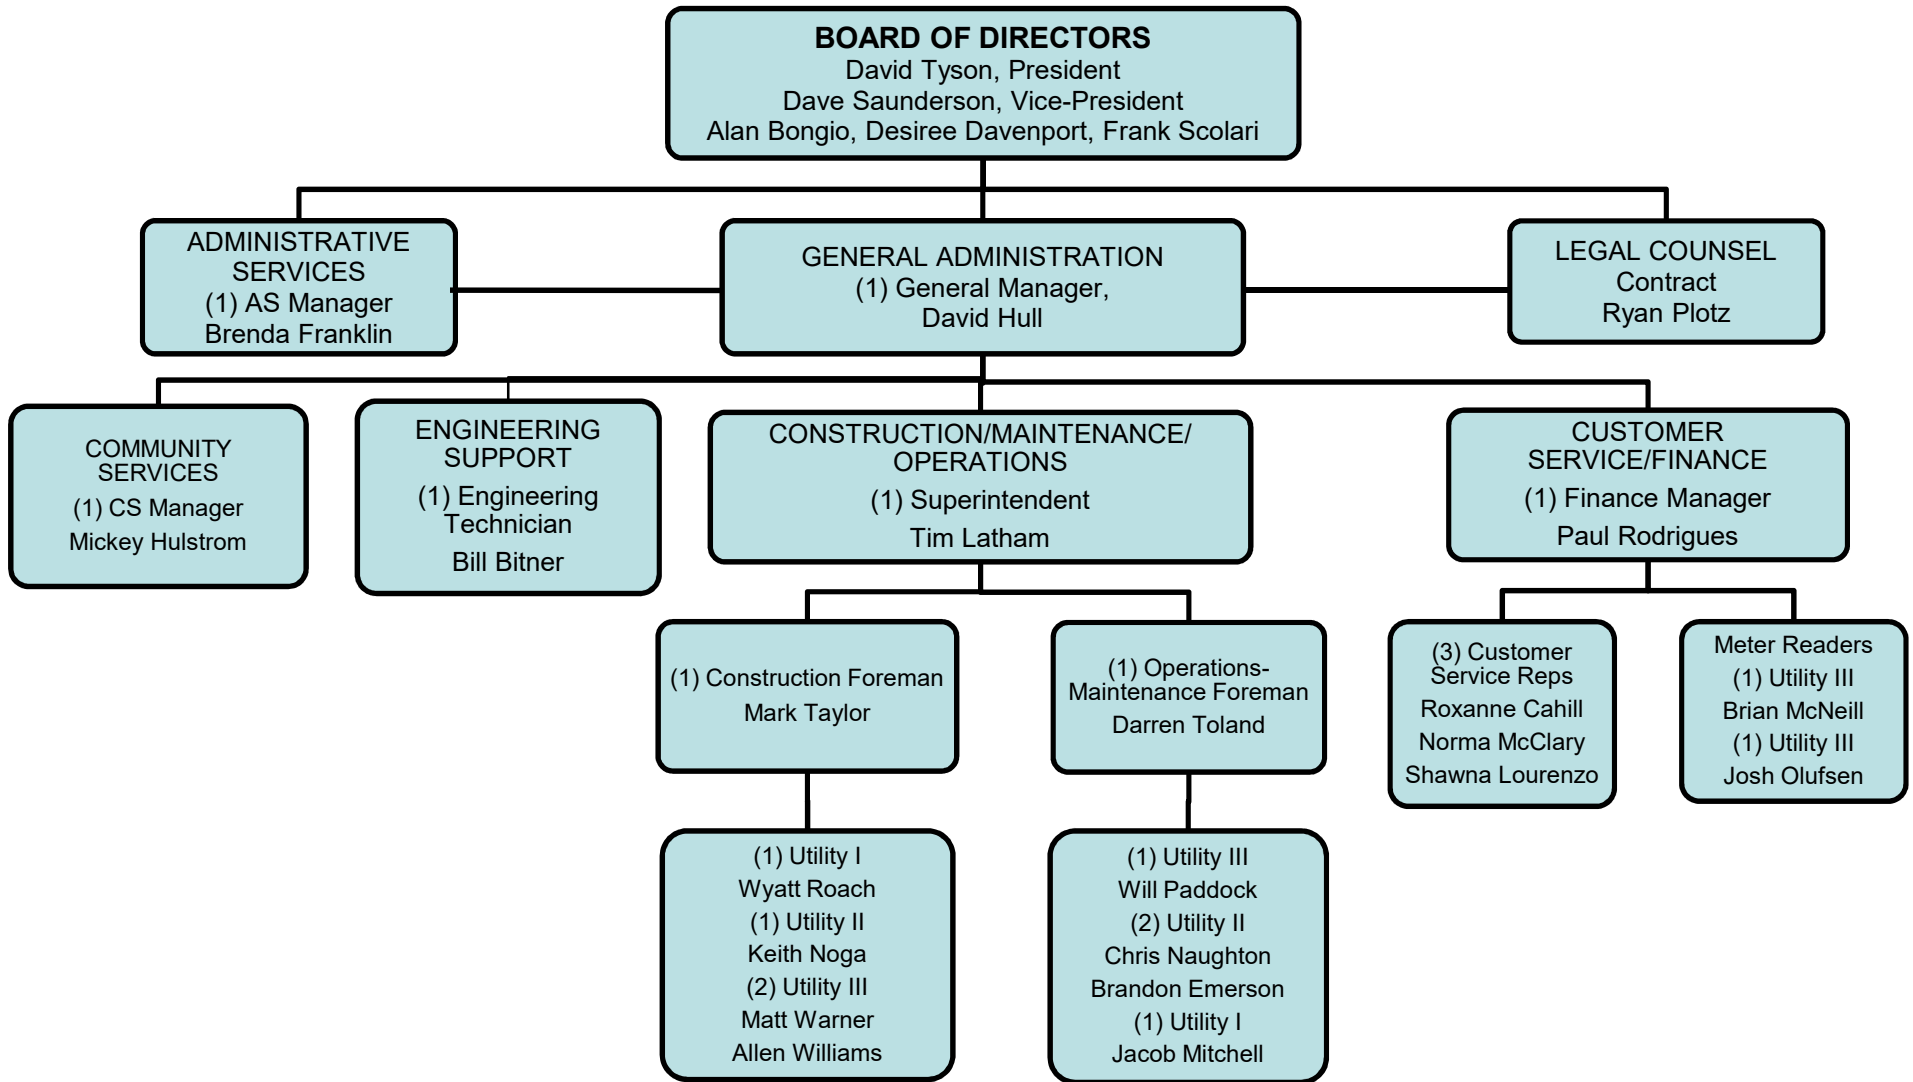 BOARD OF DIRECTORS
David Tyson, President
Dave Saunderson, Vice-President
Alan Bongio, Desiree Davenport, Frank Scolari
ADMINISTRATIVE
SERVICES
(1) AS Manager
Brenda Franklin
GENERAL ADMINISTRATION
(1) General Manager,
David Hull
LEGAL COUNSEL
Contract
Ryan Plotz
COMMUNITY
SERVICES
(1) CS Manager
Mickey Hulstrom
ENGINEERING
SUPPORT
(1) Engineering
Technician
Bill Bitner
CONSTRUCTION/MAINTENANCE/
OPERATIONS
(1) Superintendent
Tim Latham
CUSTOMER
SERVICE/FINANCE
(1) Finance Manager
Paul Rodrigues
(1) Construction Foreman
Mark Taylor
(1) Operations-
Maintenance Foreman
Darren Toland
(3) Customer
Service Reps
Roxanne Cahill
Norma McClary
Shawna Lourenzo
Meter Readers
(1) Utility III
Brian McNeill
(1) Utility III
Josh Olufsen
(1) Utility I
Wyatt Roach
(1) Utility II
Keith Noga
(2) Utility III
Matt Warner
Allen Williams
(1) Utility III
Will Paddock
(2) Utility II
Chris Naughton
Brandon Emerson
(1) Utility I
Jacob Mitchell